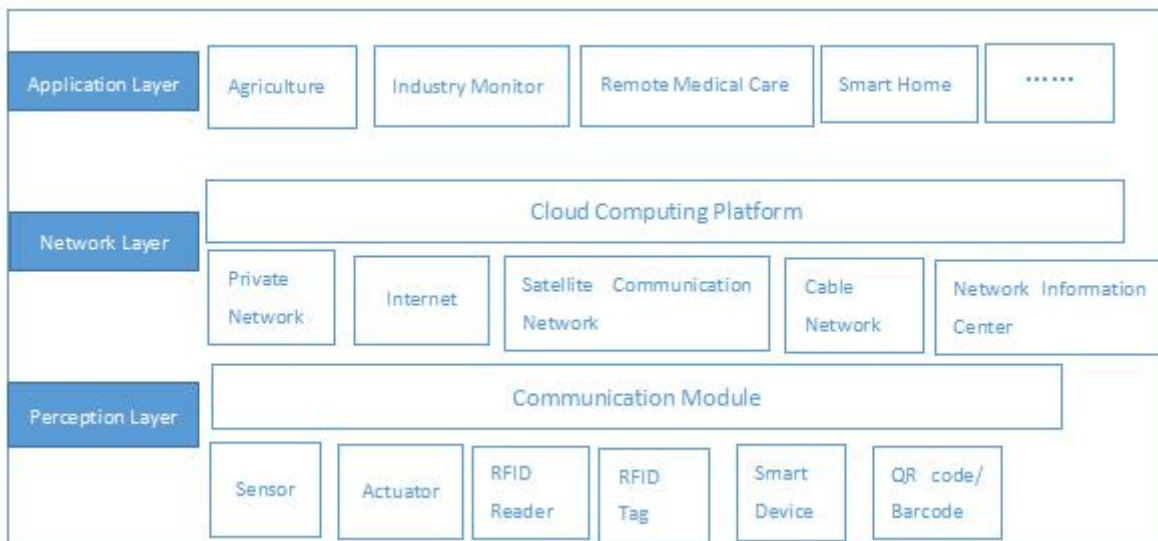 Application Layer
Agriculture
Industry Monitor
Remote Medical Care
Smart Home
……
Network Layer
Cloud Computing Platform
Private
Network
Internet
Satellite Communication
Network
Cable
Network
Network Information
Center
Perception Layer
Communication Module
Sensor
Actuator
RFID
Reader
RFID
Tag
Smart
Device
QR code/
Barcode